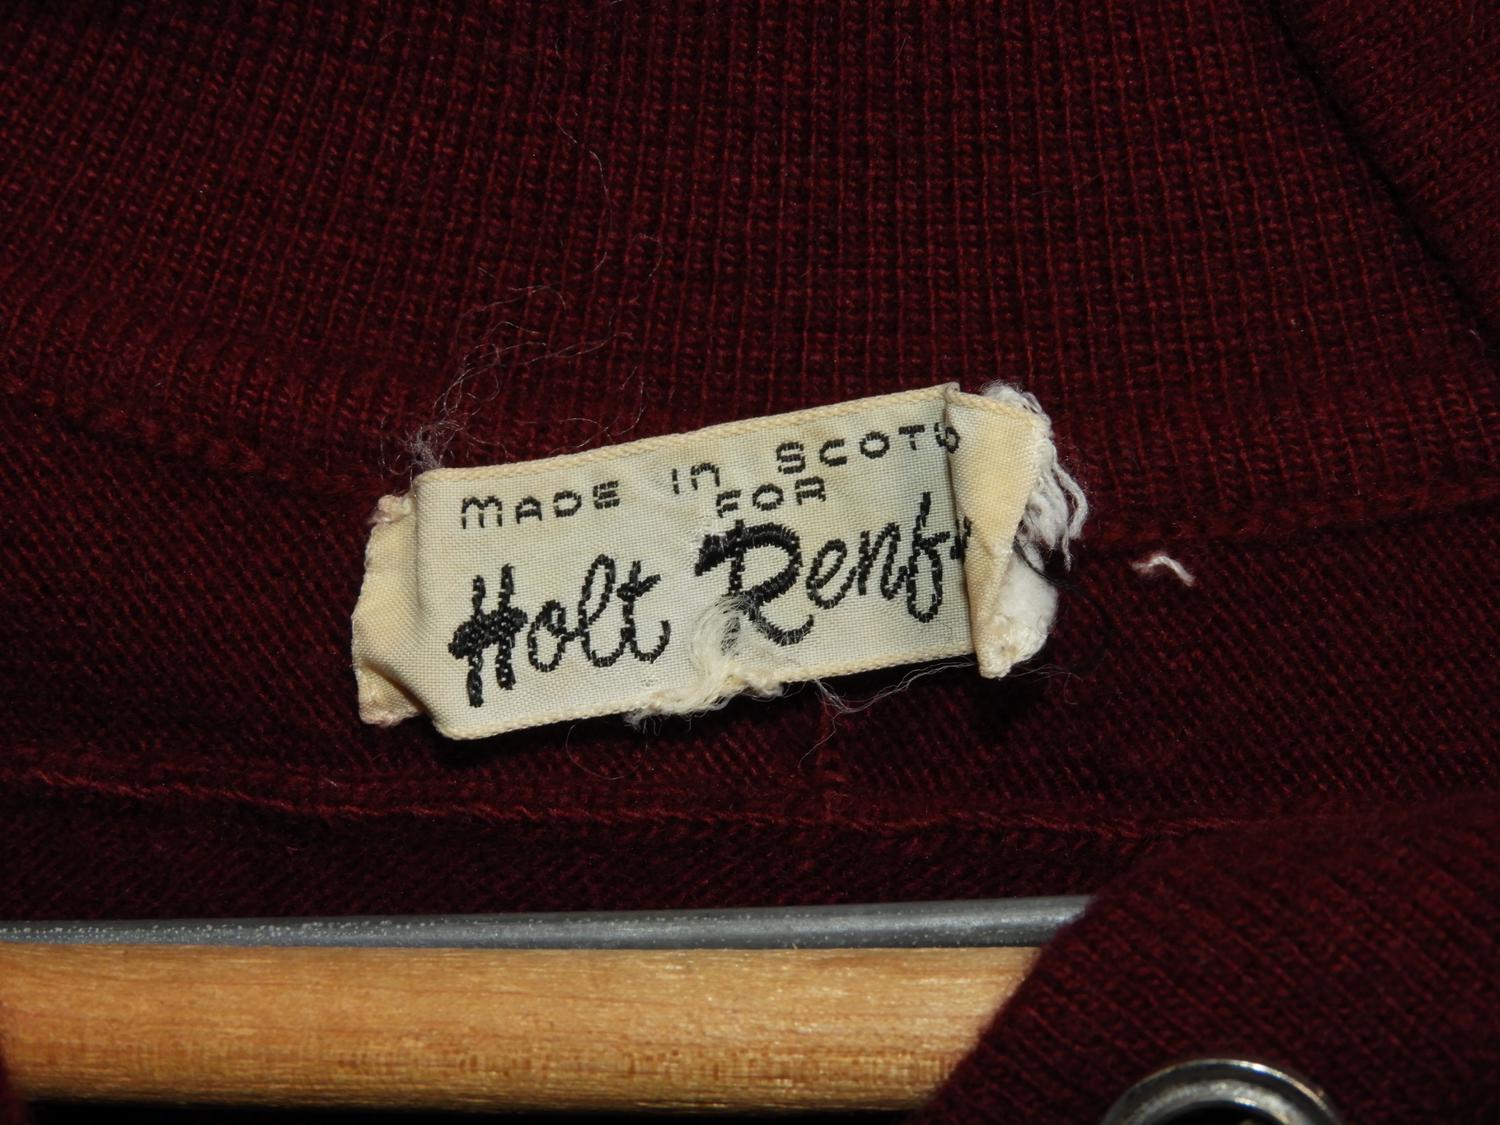 MADE in SCOT
FOR
Holt Renf